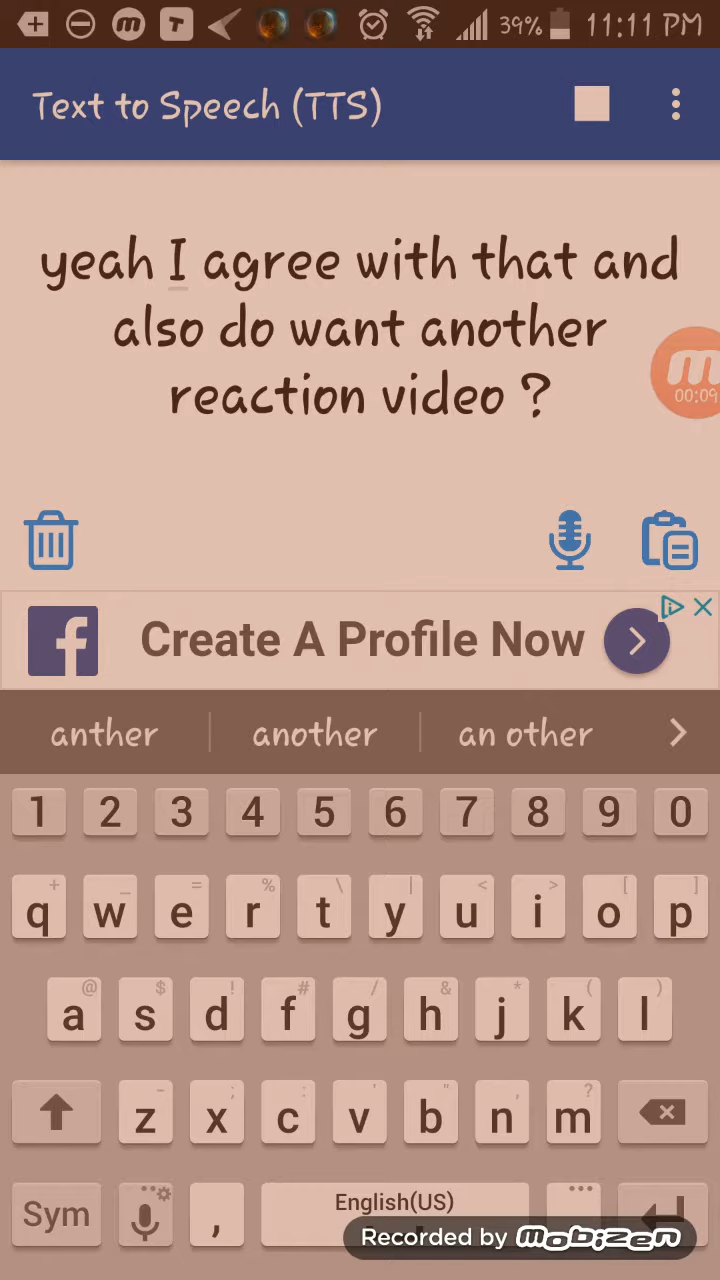 39% 11:11 PM
Text to Speech (TTS)
yeah I agree with that and
also do want another
reaction video ?
00:09
Create A Profile Now
anther another an other
1 2 3 4 5 6 7 8 9 0
+ _ = % \ | < > [ ]
q w e r t y u i o p
@ $ ! # / & * ( )
a s d f g h j k l
- ; : ' " , ?
z x c v b n m
Sym , English(US)
Recorded by mobizen